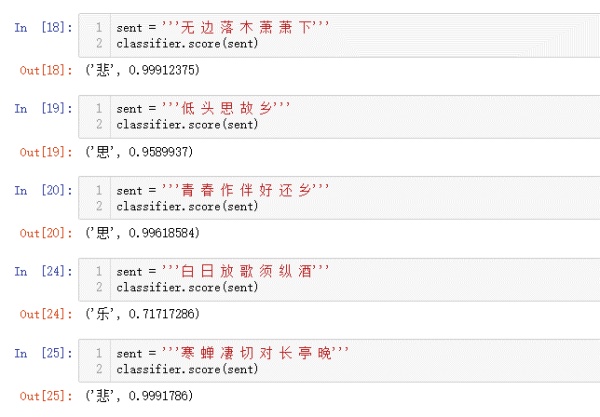 In [18]: 1 sent = '''无 边 落 木 萧 萧 下'''
2 classifier.score(sent)
Out[18]: ('悲', 0.99912375)
In [19]: 1 sent = '''低 头 思 故 乡'''
2 classifier.score(sent)
Out[19]: ('思', 0.9589937)
In [20]: 1 sent = '''青 春 作 伴 好 还 乡'''
2 classifier.score(sent)
Out[20]: ('思', 0.99618584)
In [24]: 1 sent = '''白 日 放 歌 须 纵 酒'''
2 classifier.score(sent)
Out[24]: ('乐', 0.71717286)
In [25]: 1 sent = '''寒 蝉 凄 切 对 长 亭 晚'''
2 classifier.score(sent)
Out[25]: ('悲', 0.9991786)